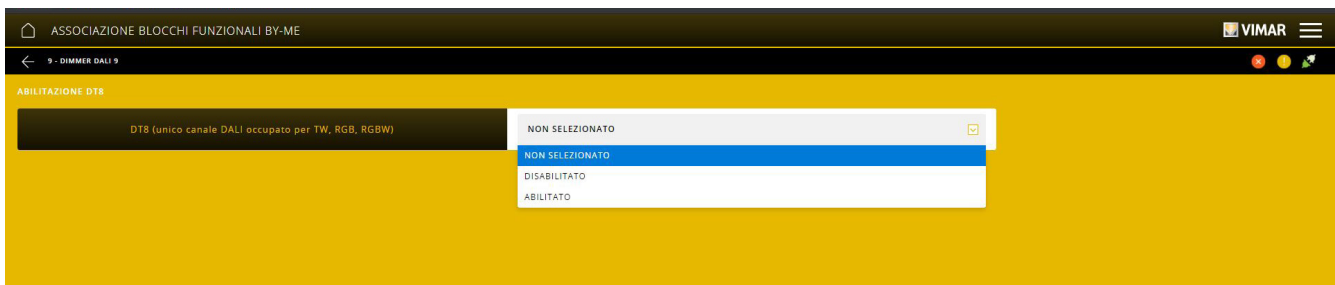 ASSOCIAZIONE BLOCCHI FUNZIONALI BY-ME
VIMAR
9 - DIMMER DALI 9
ABILITAZIONE DT8
DT8 (unico canale DALI occupato per TW, RGB, RGBW)
NON SELEZIONATO
NON SELEZIONATO
DISABILITATO
ABILITATO